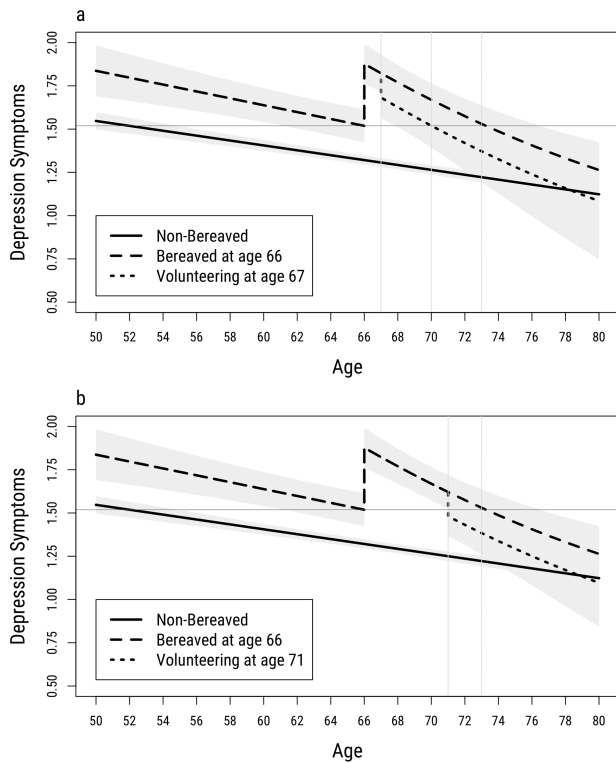 a
Depression Symptoms
2.00
1.75
1.50
1.25
1.00
0.75
0.50
Non-Bereaved
Bereaved at age 66
Volunteering at age 67
50 52 54 56 58 60 62 64 66 68 70 72 74 76 78 80
Age
b
Depression Symptoms
2.00
1.75
1.50
1.25
1.00
0.75
0.50
Non-Bereaved
Bereaved at age 66
Volunteering at age 71
50 52 54 56 58 60 62 64 66 68 70 72 74 76 78 80
Age